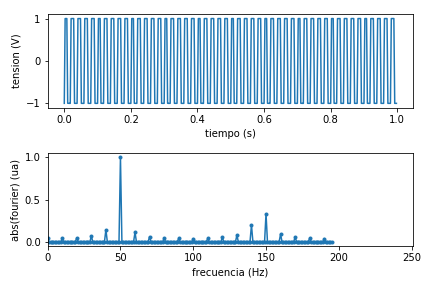 tension (V)
1
0
−1
0.0 0.2 0.4 0.6 0.8 1.0
tiempo (s)
abs(fourier) (ua)
1.0
0.5
0.0
0 50 100 150 200 250
frecuencia (Hz)